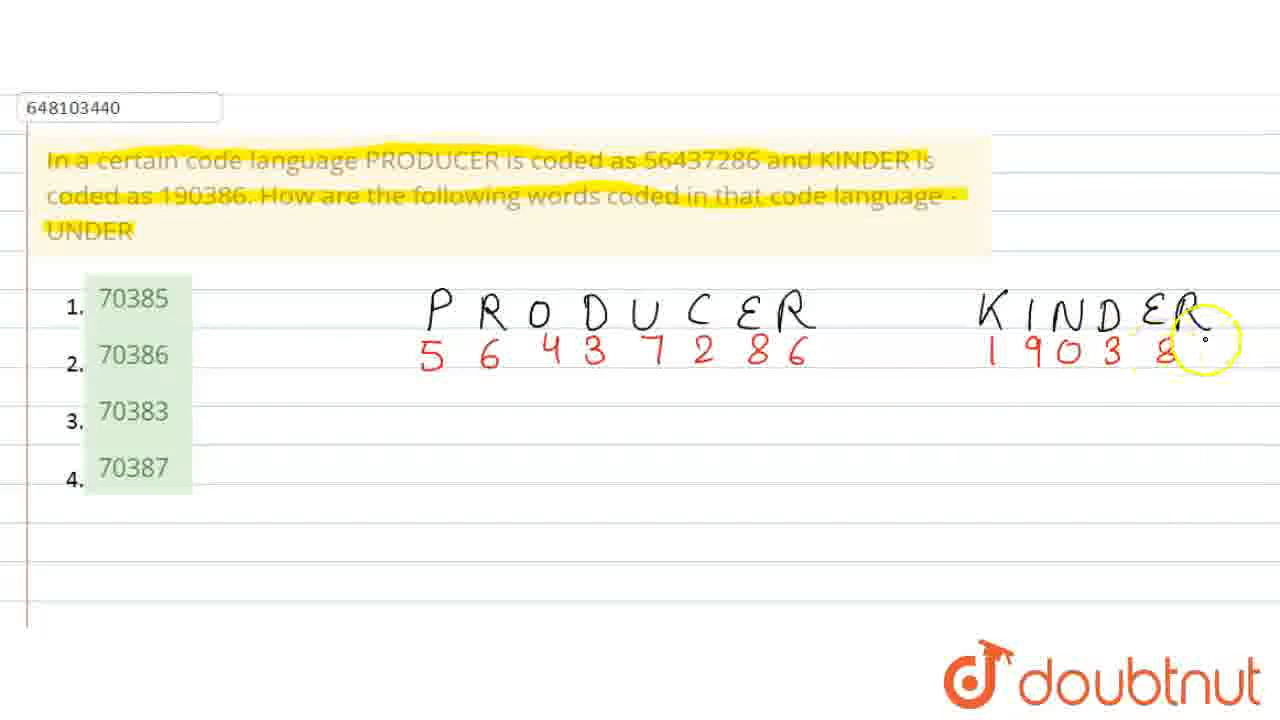 648103440
In a certain code language PRODUCER is coded as 56437286 and KINDER is
coded as 190386. How are the following words coded in that code language -
UNDER
1. 70385
2. 70386
3. 70383
4. 70387
P R O D U C E R
5 6 4 3 7 2 8 6
K I N D E R
1 9 0 3 8
doubtnut